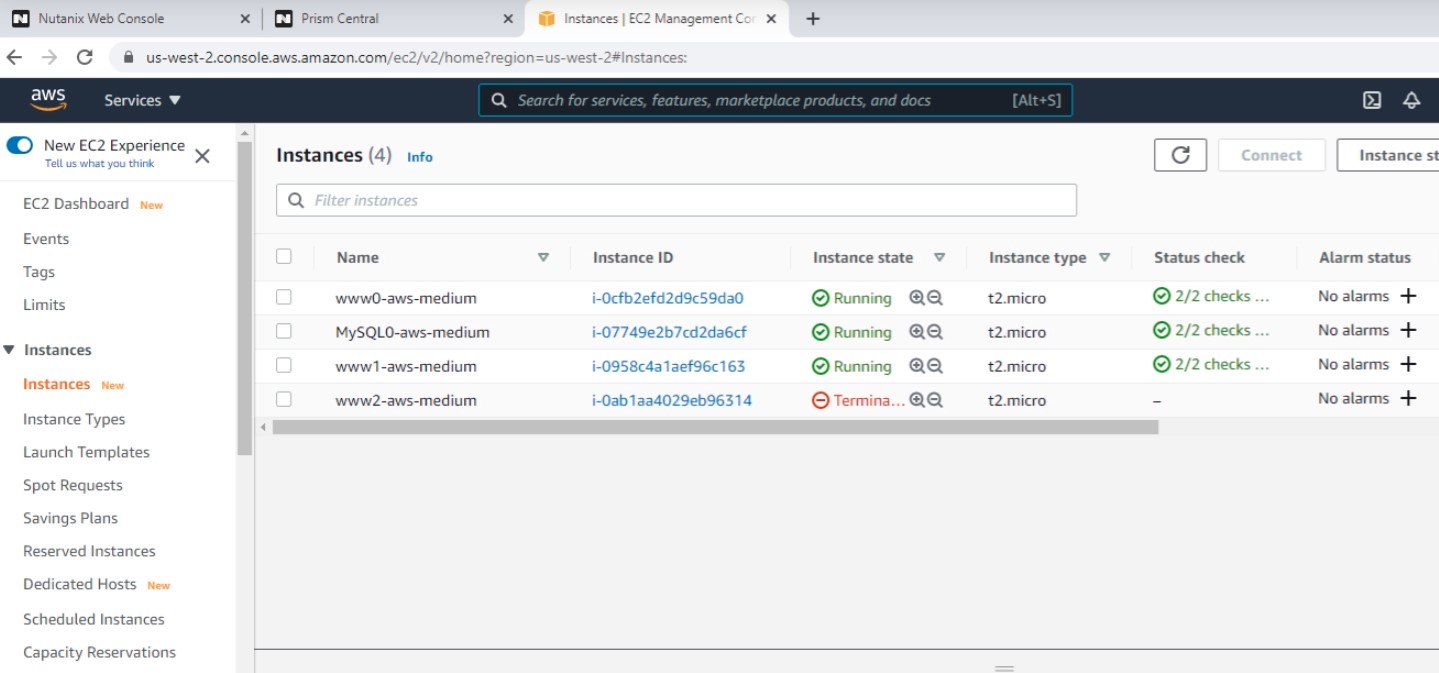 Nutanix Web Console
Prism Central
Instances | EC2 Management Con
us-west-2.console.aws.amazon.com/ec2/v2/home?region=us-west-2#Instances:
aws
Services
Search for services, features, marketplace products, and docs
[Alt+S]
New EC2 Experience
Tell us what you think
EC2 Dashboard New
Events
Tags
Limits
Instances
Instances New
Instance Types
Launch Templates
Spot Requests
Savings Plans
Reserved Instances
Dedicated Hosts New
Scheduled Instances
Capacity Reservations
Instances (4) Info
Connect
Instance st
Filter instances
Name Instance ID Instance state Instance type Status check Alarm status
www0-aws-medium i-0cfb2efd2d9c59da0 Running t2.micro 2/2 checks ... No alarms +
MySQL0-aws-medium i-07749e2b7cd2da6cf Running t2.micro 2/2 checks ... No alarms +
www1-aws-medium i-0958c4a1aef96c163 Running t2.micro 2/2 checks ... No alarms +
www2-aws-medium i-0ab1aa4029eb96314 Termina... t2.micro – No alarms +